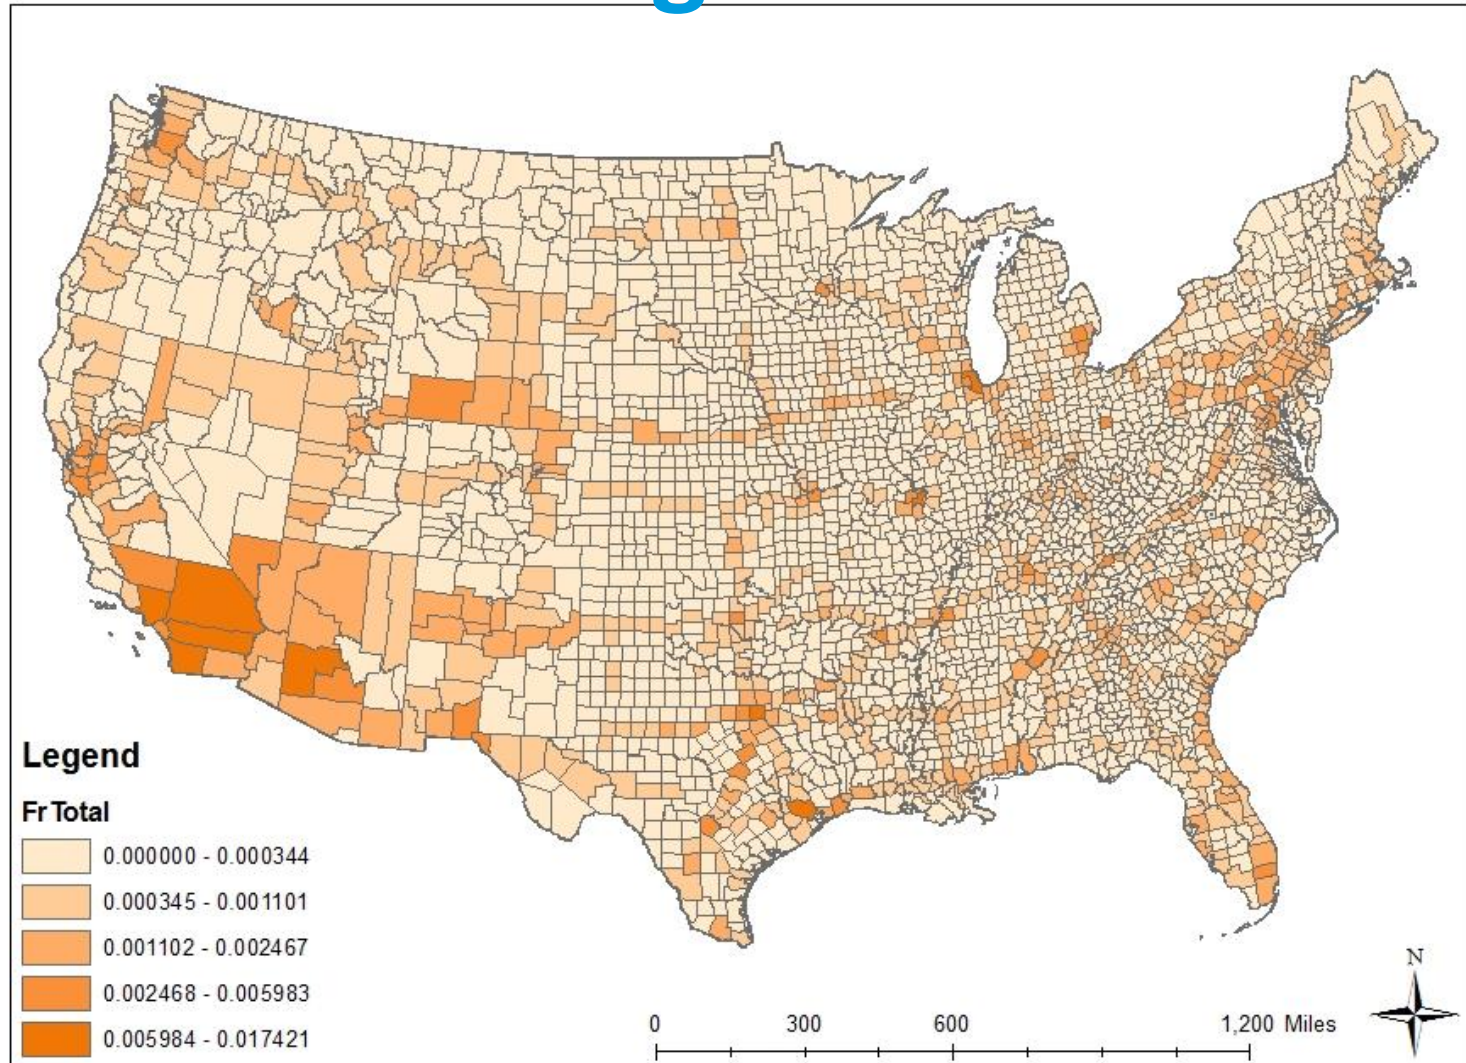 g
Legend
Fr Total
0.000000 - 0.000344
0.000345 - 0.001101
0.001102 - 0.002467
0.002468 - 0.005983
0.005984 - 0.017421
N
0 300 600 1,200 Miles